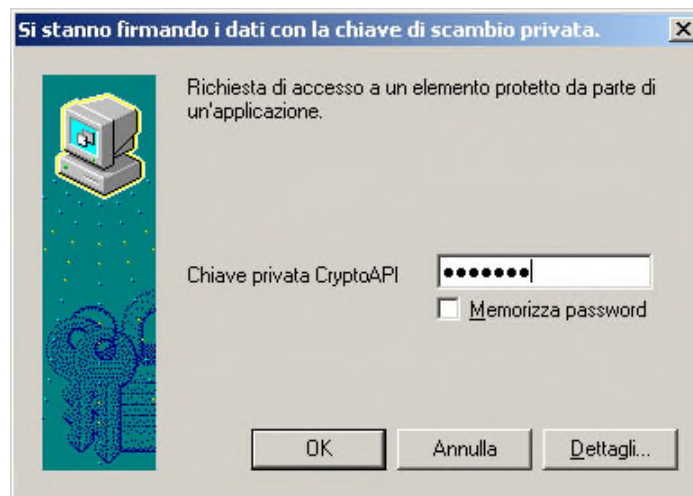 Si stanno firmando i dati con la chiave di scambio privata.
Richiesta di accesso a un elemento protetto da parte di
un'applicazione.
Chiave privata CryptoAPI
●●●●●●●
Memorizza password
OK Annulla Dettagli...